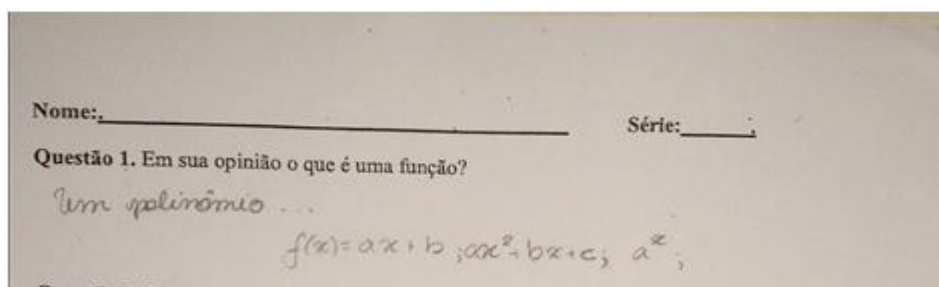 Nome:
Série:
Questão 1. Em sua opinião o que é uma função?
Um polinômio ...
f(x)= ax+b ; ax²+bx+c; aˣ ;